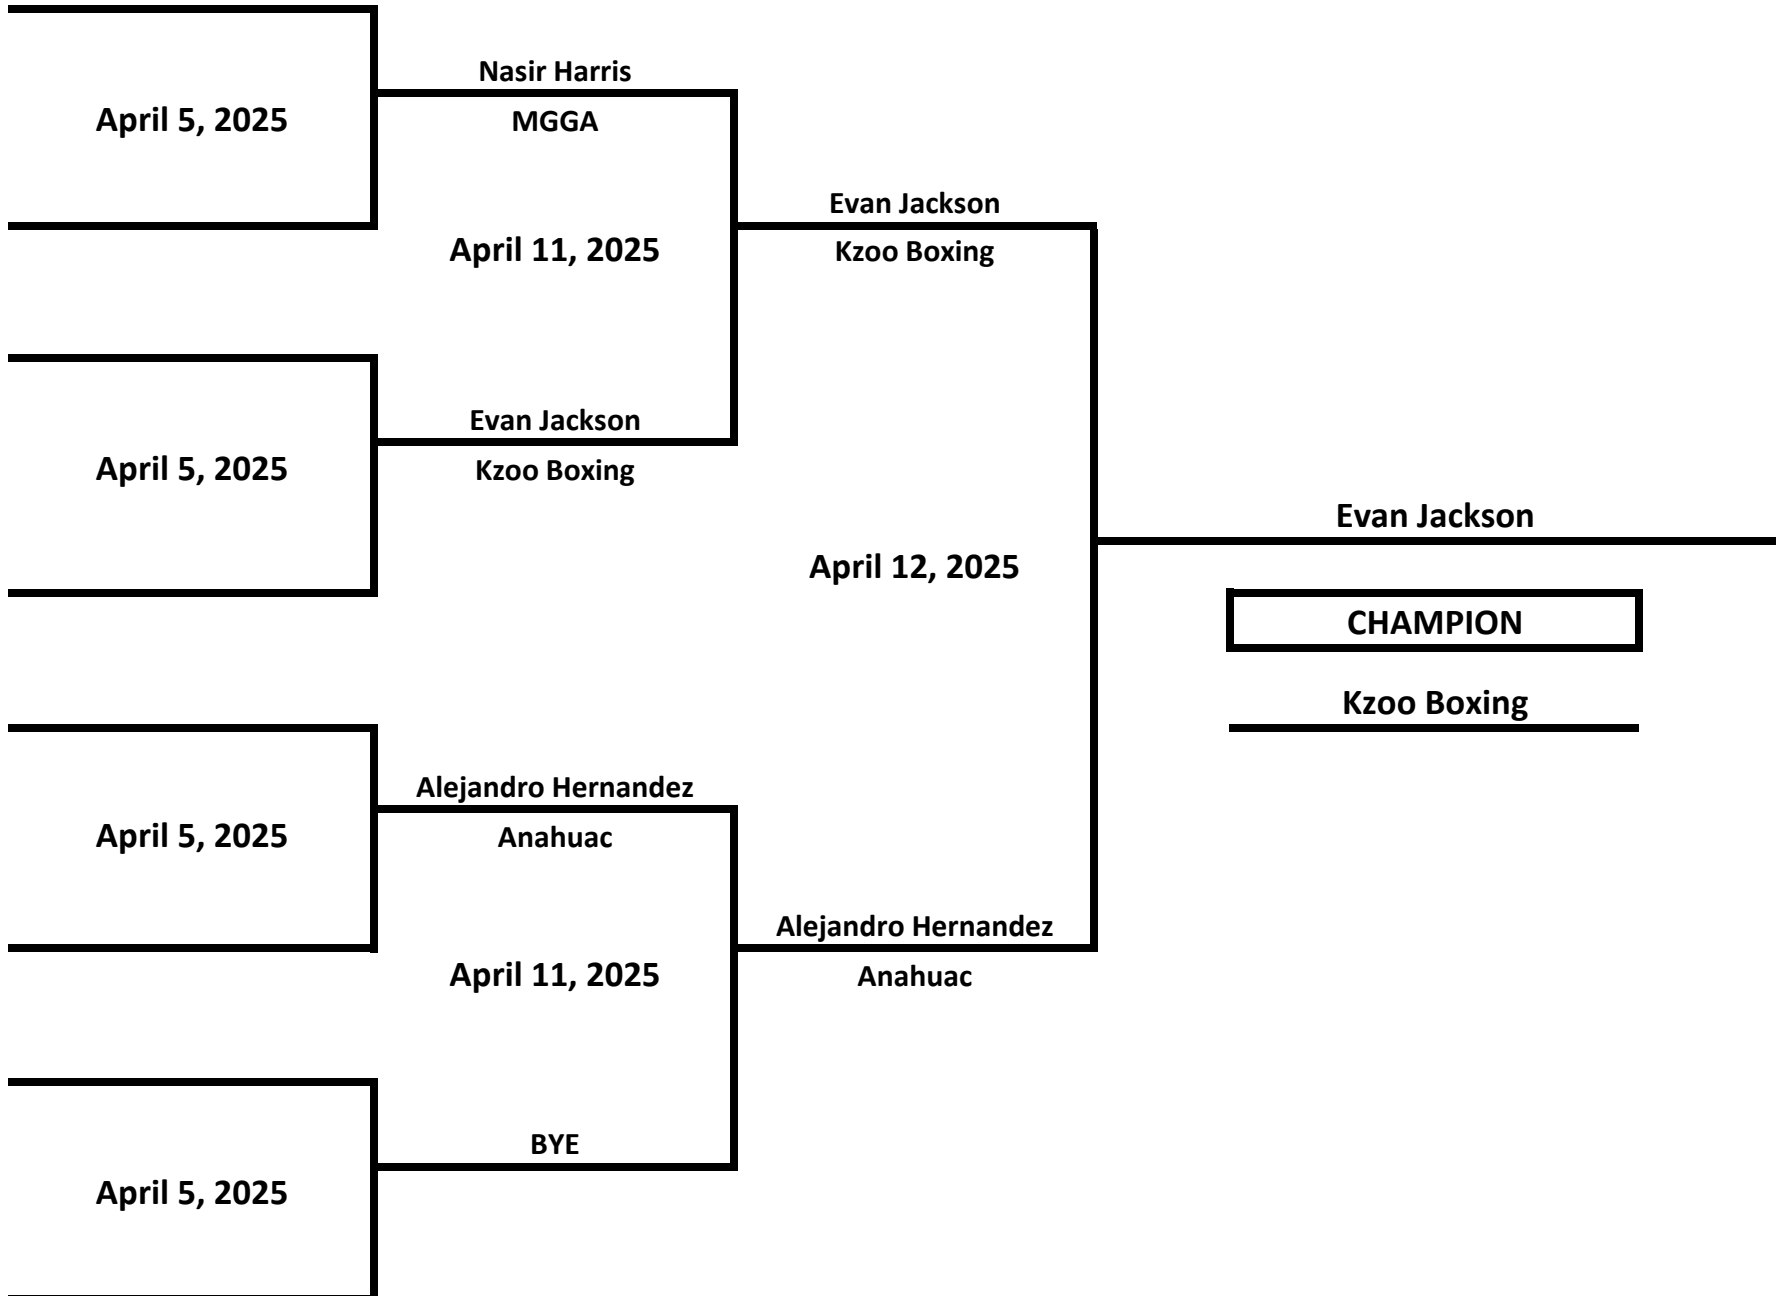 Nasir Harris
April 5, 2025
MGGA
Evan Jackson
April 11, 2025
Kzoo Boxing
Evan Jackson
April 5, 2025
Kzoo Boxing
Evan Jackson
April 12, 2025
CHAMPION
Kzoo Boxing
Alejandro Hernandez
April 5, 2025
Anahuac
Alejandro Hernandez
April 11, 2025
Anahuac
BYE
April 5, 2025